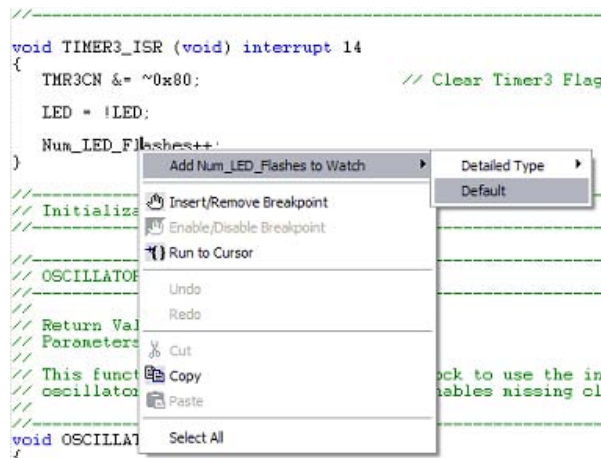 //-----------------------------------------------------------
void TIMER3_ISR (void) interrupt 14
{
TMR3CN &= ~0x80; // Clear Timer3 Flag
LED = !LED;
Num_LED_Flashes++;
}
Add Num_LED_Flashes to Watch
Detailed Type
Default
Insert/Remove Breakpoint
Enable/Disable Breakpoint
Run to Cursor
Undo
Redo
Cut
Copy
Paste
Select All
//-----------------------------------------------------------
// Initializa
//-----------------------------------------------------------
//-----------------------------------------------------------
// OSCILLATOR
//-----------------------------------------------------------
//
// Return Val
// Parameters
//
// This funct ock to use the in
// oscillator nables missing cl
//
//-----------------------------------------------------------
void OSCILLAT
{